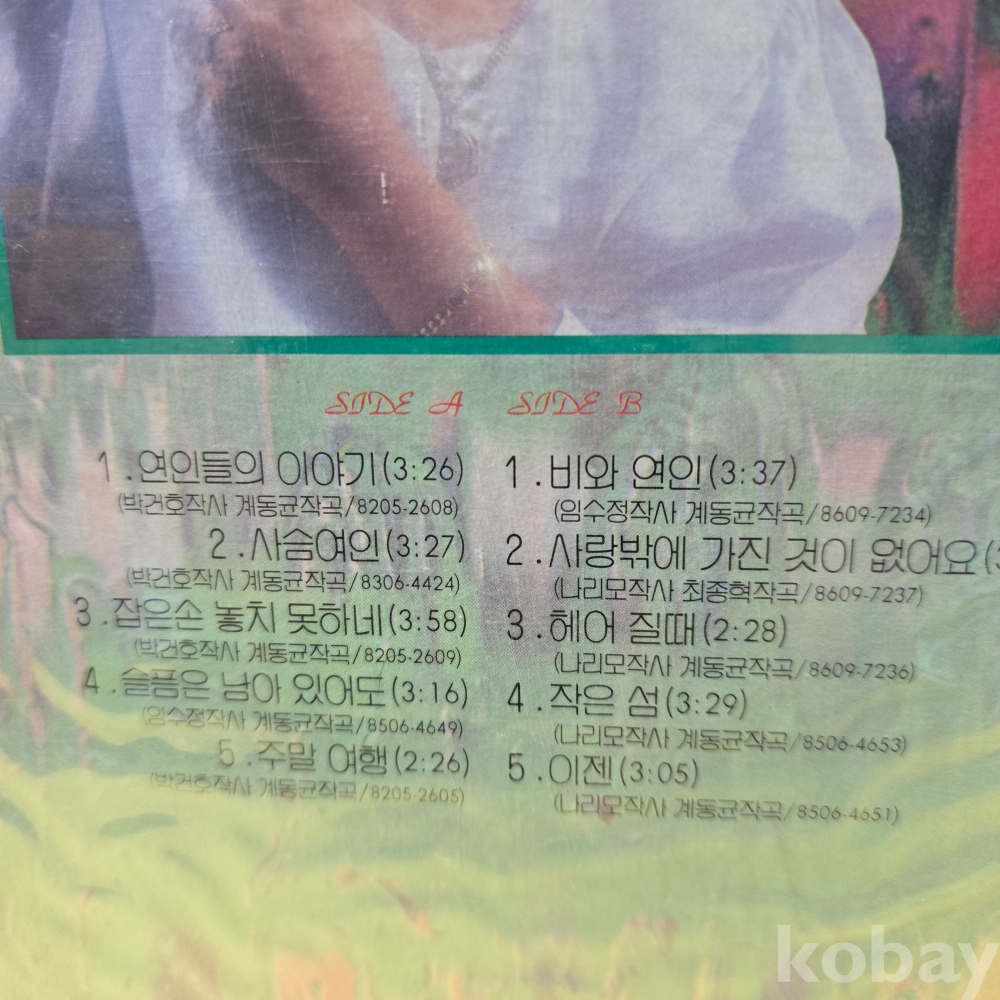 SIDE A
1.연인들의 이야기(3:26)
(박건호작사 계동균작곡/8205-2608)
2.사슴여인(3:27)
(박건호작사 계동균작곡/8306-4424)
3.잡은손 놓치 못하네(3:58)
(박건호작사 계동균작곡/8205-2609)
4.슬픔은 남아 있어도(3:16)
(임수정작사 계동균작곡/8506-4649)
5.주말 여행(2:26)
(박건호작사 계동균작곡/8205-2605)
SIDE B
1.비와 연인(3:37)
(임수정작사 계동균작곡/8609-7234)
2.사랑밖에 가진 것이 없어요(
(나리모작사 최종혁작곡/8609-7237)
3.헤어 질때(2:28)
(나리모작사 계동균작곡/8609-7236)
4.작은 섬(3:29)
(나리모작사 계동균작곡/8506-4653)
5.이젠(3:05)
(나리모작사 계동균작곡/8506-4651)
kobay